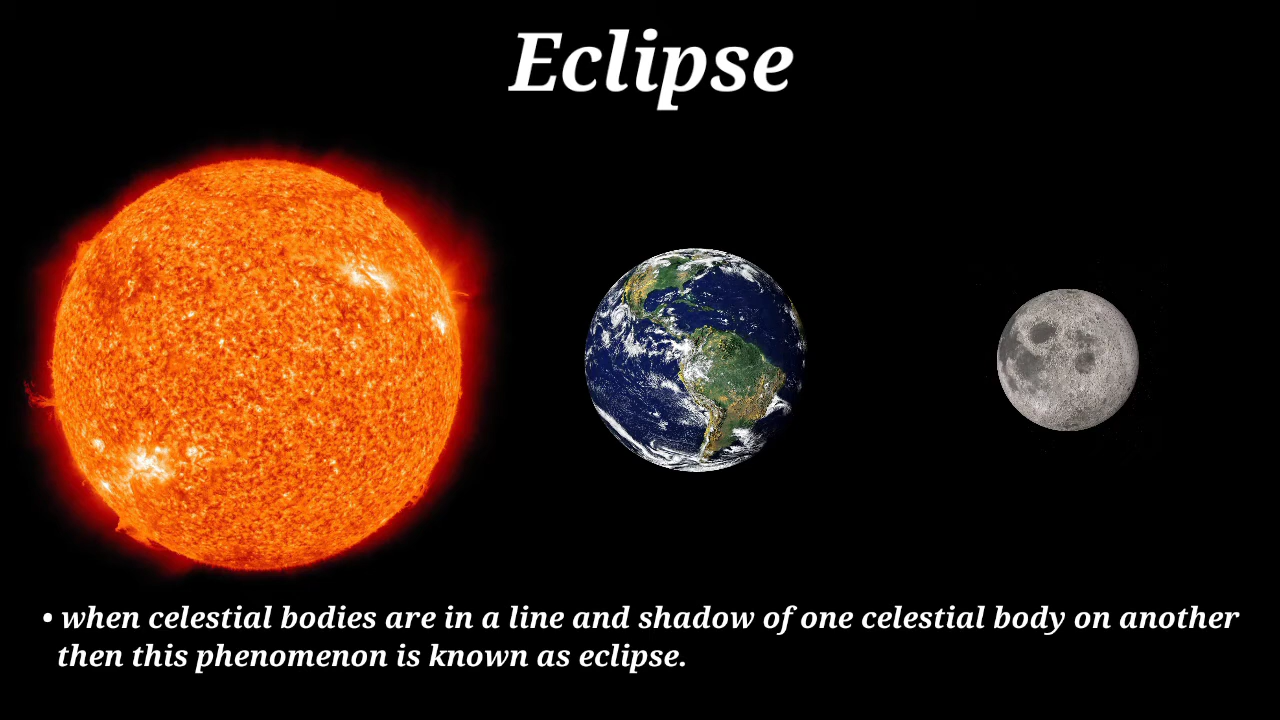 Eclipse
• when celestial bodies are in a line and shadow of one celestial body on another
then this phenomenon is known as eclipse.